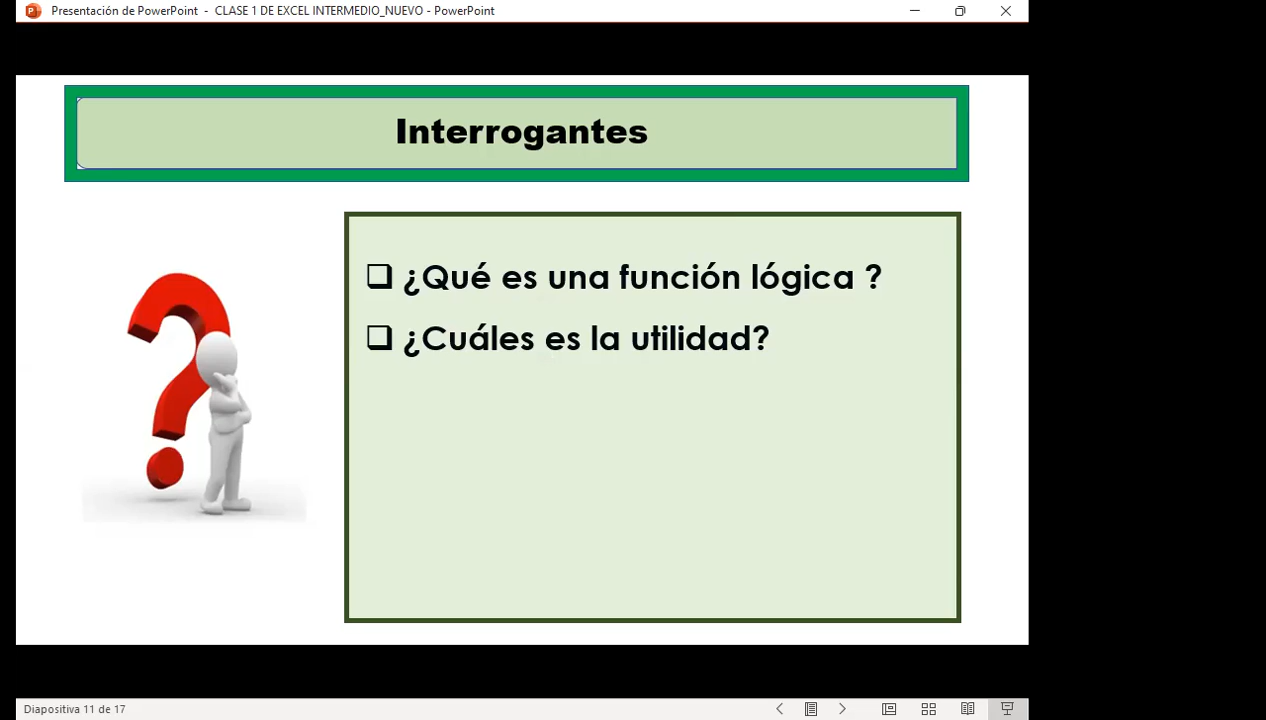 Presentación de PowerPoint - CLASE 1 DE EXCEL INTERMEDIO_NUEVO - PowerPoint
Interrogantes
¿Qué es una función lógica ?
¿Cuáles es la utilidad?
Diapositiva 11 de 17